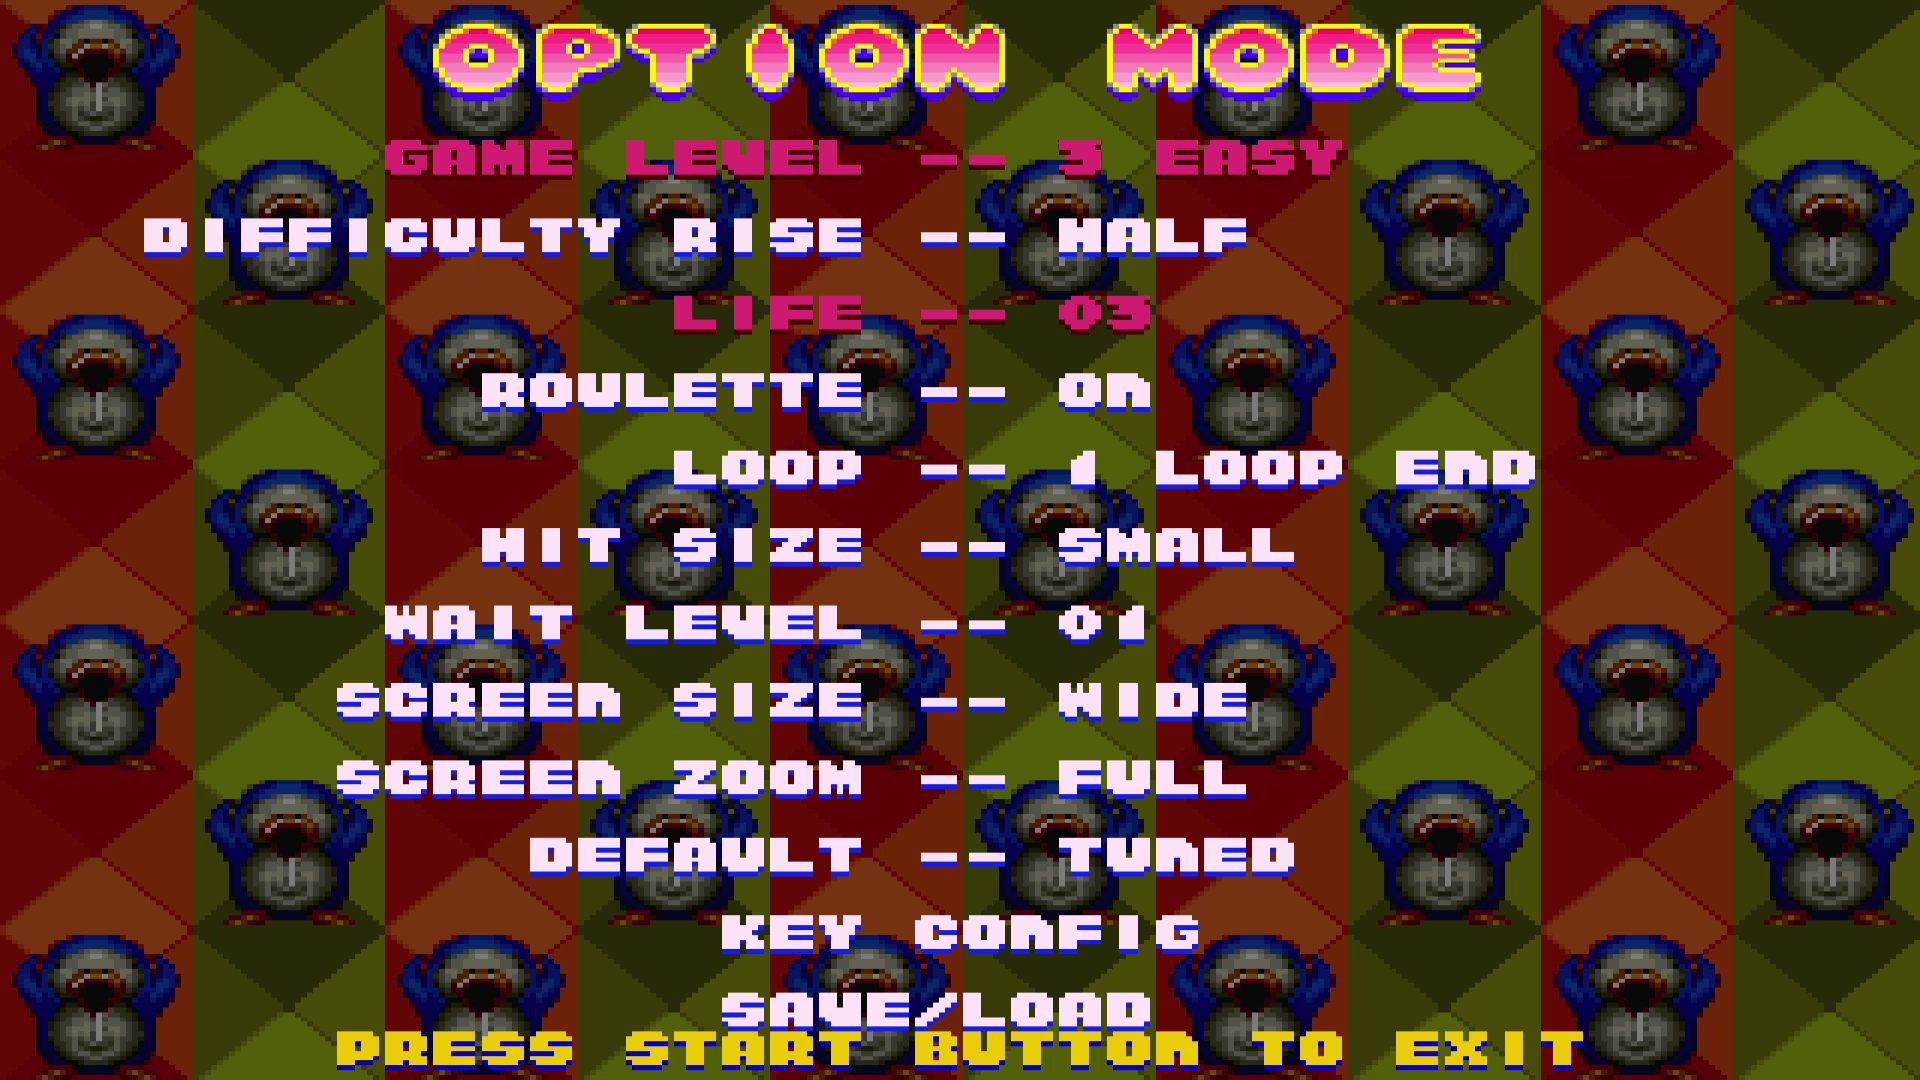 OPTION MODE
GAME LEVEL -- 3 EASY
DIFFICULTY RISE -- HALF
LIFE -- 03
ROULETTE -- ON
LOOP -- 1 LOOP END
HIT SIZE -- SMALL
WAIT LEVEL -- 01
SCREEN SIZE -- WIDE
SCREEN ZOOM -- FULL
DEFAULT -- TUNED
KEY CONFIG
SAVE/LOAD
PRESS START BUTTON TO EXIT